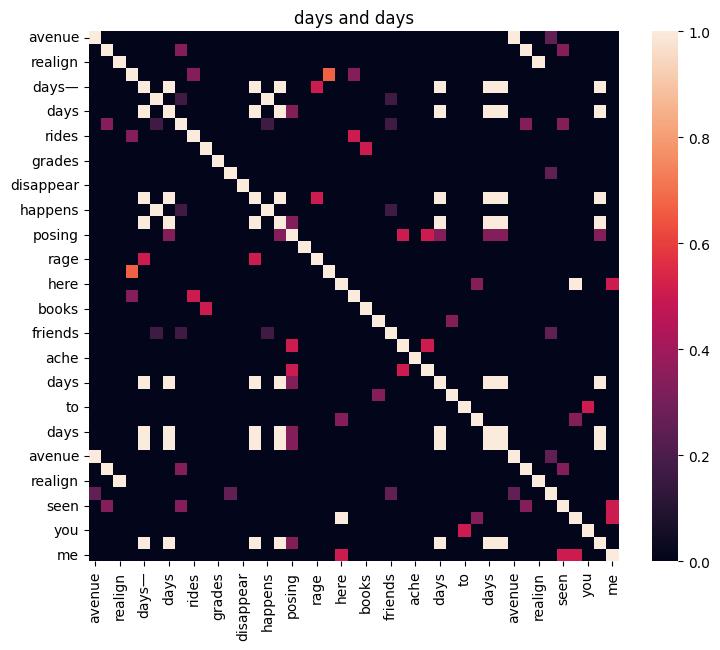 days and days
avenue
realign
days—
days
rides
grades
disappear
happens
posing
rage
here
books
friends
ache
days
to
days
avenue
realign
seen
you
me
1.0
0.8
0.6
0.4
0.2
0.0
avenue
realign
days—
days
rides
grades
disappear
happens
posing
rage
here
books
friends
ache
days
to
days
avenue
realign
seen
you
me